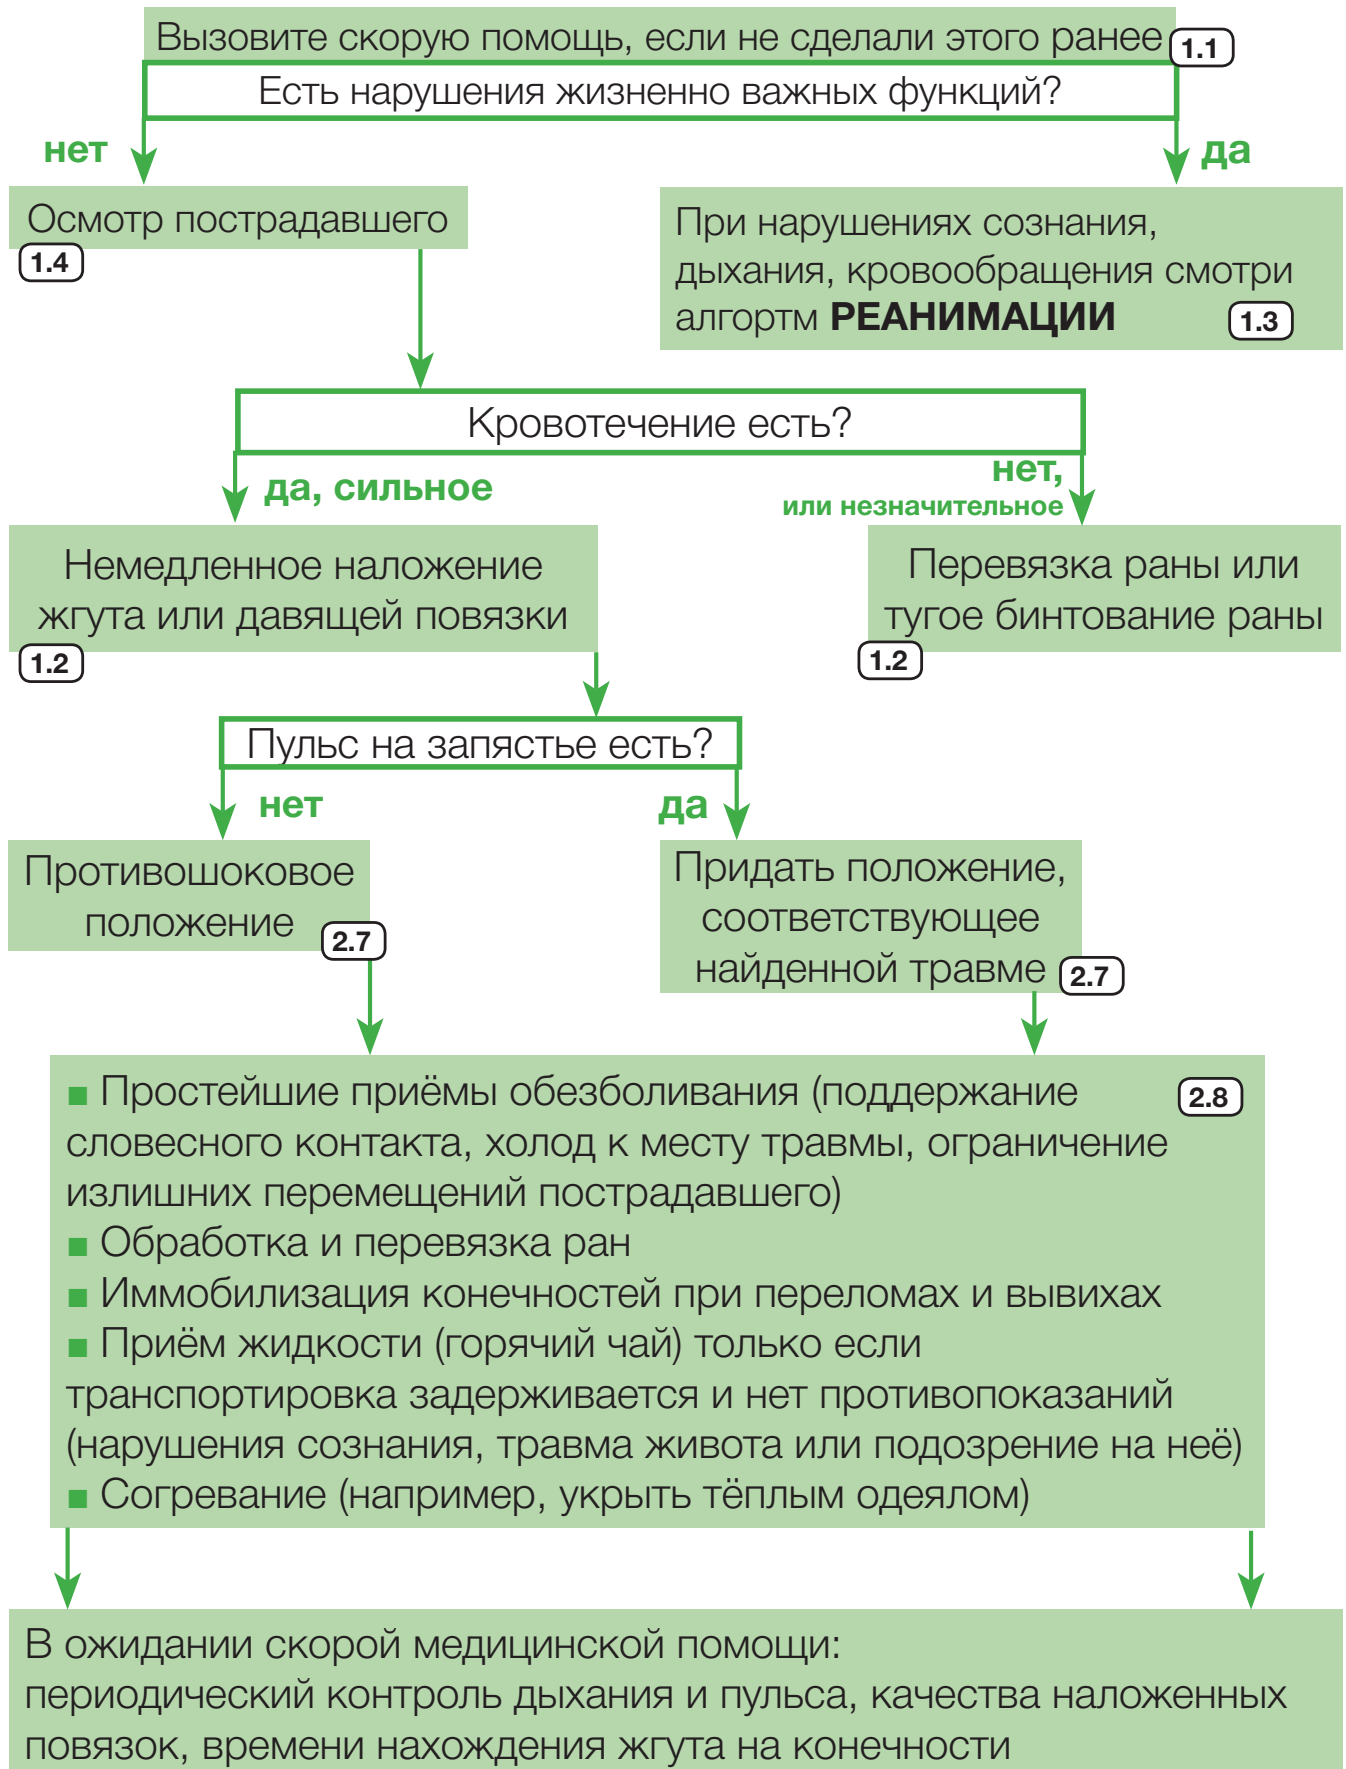 Вызовите скорую помощь, если не сделали этого ранее
1.1
Есть нарушения жизненно важных функций?
нет
да
Осмотр пострадавшего
1.4
При нарушениях сознания,
дыхания, кровообращения смотри
алгортм РЕАНИМАЦИИ
1.3
Кровотечение есть?
да, сильное
нет,
или незначительное
Немедленное наложение
жгута или давящей повязки
1.2
Перевязка раны или
тугое бинтование раны
1.2
Пульс на запястье есть?
нет
да
Противошоковое
положение
2.7
Придать положение,
соответствующее
найденной травме
2.7
■ Простейшие приёмы обезболивания (поддержание
2.8
словесного контакта, холод к месту травмы, ограничение
излишних перемещений пострадавшего)
■ Обработка и перевязка ран
■ Иммобилизация конечностей при переломах и вывихах
■ Приём жидкости (горячий чай) только если
транспортировка задерживается и нет противопоказаний
(нарушения сознания, травма живота или подозрение на неё)
■ Согревание (например, укрыть тёплым одеялом)
В ожидании скорой медицинской помощи:
периодический контроль дыхания и пульса, качества наложенных
повязок, времени нахождения жгута на конечности